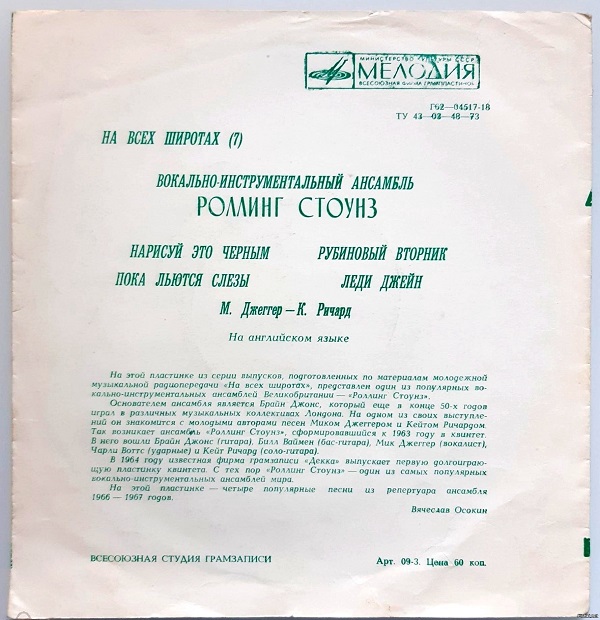 МИНИСТЕРСТВО КУЛЬТУРЫ СССР
МЕЛОДИЯ
ВСЕСОЮЗНАЯ ФИРМА ГРАМПЛАСТИНОК
Г62—04517-18
ТУ 43—03—48—73
НА ВСЕХ ШИРОТАХ (7)
ВОКАЛЬНО-ИНСТРУМЕНТАЛЬНЫЙ АНСАМБЛЬ
РОЛЛИНГ СТОУНЗ
НАРИСУЙ ЭТО ЧЕРНЫМ РУБИНОВЫЙ ВТОРНИК
ПОКА ЛЬЮТСЯ СЛЕЗЫ ЛЕДИ ДЖЕЙН
М. Джеггер — К. Ричард
На английском языке
На этой пластинке из серии выпусков, подготовленных по материалам молодежной
музыкальной радиопередачи «На всех широтах», представлен один из популярных во-
кально-инструментальных ансамблей Великобритании — «Роллинг Стоунз».
Основателем ансамбля является Брайн Джонс, который еще в конце 50-х годов
играл в различных музыкальных коллективах Лондона. На одном из своих выступле-
ний он знакомится с молодыми авторами песен Миком Джеггером и Кейтом Ричардом.
Так возникает ансамбль «Роллинг Стоунз», сформировавшийся к 1963 году в квинтет.
В него вошли Брайн Джонс (гитара), Билл Ваймен (бас-гитара), Мик Джеггер (вокалист),
Чарли Воттс (ударные) и Кейт Ричард (соло-гитара).
В 1964 году известная фирма грамзаписи «Декка» выпускает первую долгоиграю-
щую пластинку квинтета. С тех пор «Роллинг Стоунз» — один из самых популярных
вокально-инструментальных ансамблей мира.
На этой пластинке — четыре популярные песни из репертуара ансамбля
1966 — 1967 годов.
Вячеслав Осокин
ВСЕСОЮЗНАЯ СТУДИЯ ГРАМЗАПИСИ Арт. 09-3. Цена 60 коп.